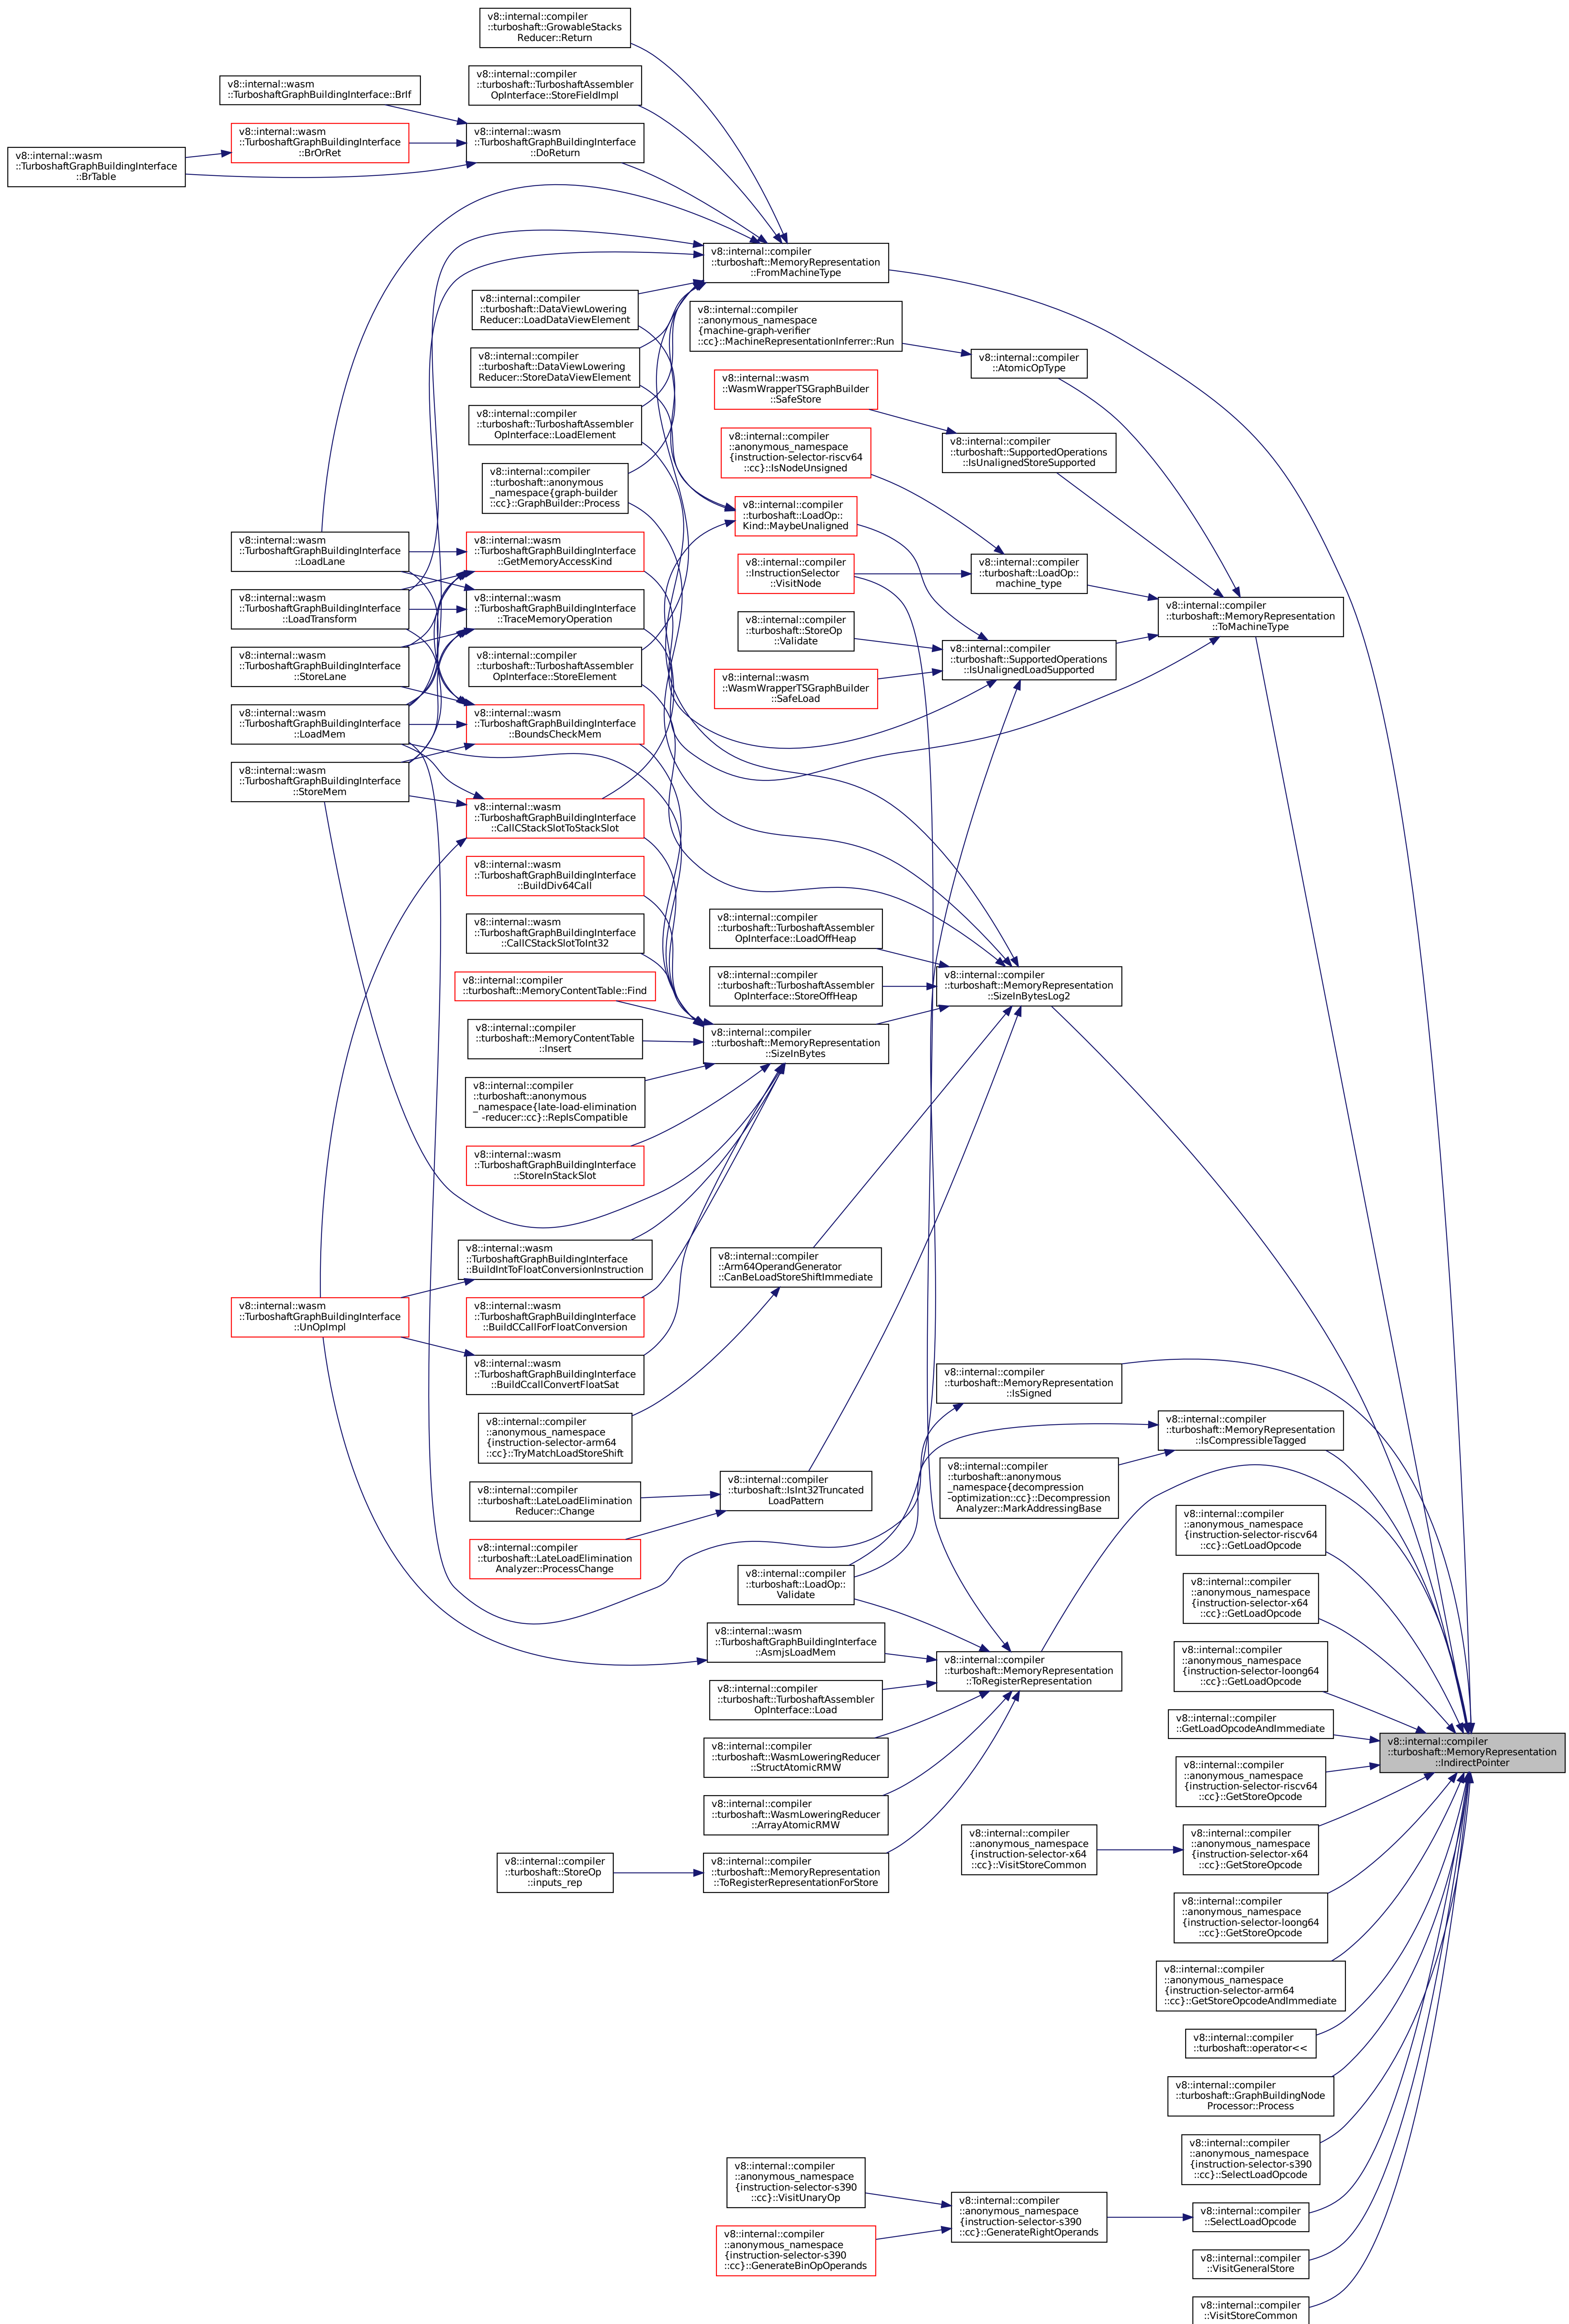 v8::internal::compiler
::turboshaft::GrowableStacks
Reducer::Return
v8::internal::compiler
::turboshaft::TurboshaftAssembler
OpInterface::StoreFieldImpl
v8::internal::wasm
::TurboshaftGraphBuildingInterface::BrIf
v8::internal::wasm
::TurboshaftGraphBuildingInterface
::BrOrRet
v8::internal::wasm
::TurboshaftGraphBuildingInterface
::DoReturn
v8::internal::wasm
::TurboshaftGraphBuildingInterface
::BrTable
v8::internal::compiler
::turboshaft::MemoryRepresentation
::FromMachineType
v8::internal::compiler
::turboshaft::DataViewLowering
Reducer::LoadDataViewElement
v8::internal::compiler
::anonymous_namespace
{machine-graph-verifier
::cc}::MachineRepresentationInferrer::Run
v8::internal::compiler
::turboshaft::DataViewLowering
Reducer::StoreDataViewElement
v8::internal::compiler
::AtomicOpType
v8::internal::wasm
::WasmWrapperTSGraphBuilder
::SafeStore
v8::internal::compiler
::turboshaft::TurboshaftAssembler
OpInterface::LoadElement
v8::internal::compiler
::anonymous_namespace
{instruction-selector-riscv64
::cc}::IsNodeUnsigned
v8::internal::compiler
::turboshaft::SupportedOperations
::IsUnalignedStoreSupported
v8::internal::compiler
::turboshaft::anonymous
_namespace{graph-builder
::cc}::GraphBuilder::Process
v8::internal::compiler
::turboshaft::LoadOp::
Kind::MaybeUnaligned
v8::internal::wasm
::TurboshaftGraphBuildingInterface
::LoadLane
v8::internal::wasm
::TurboshaftGraphBuildingInterface
::GetMemoryAccessKind
v8::internal::compiler
::InstructionSelector
::VisitNode
v8::internal::compiler
::turboshaft::LoadOp::
machine_type
v8::internal::wasm
::TurboshaftGraphBuildingInterface
::LoadTransform
v8::internal::wasm
::TurboshaftGraphBuildingInterface
::TraceMemoryOperation
v8::internal::compiler
::turboshaft::StoreOp
::Validate
v8::internal::compiler
::turboshaft::MemoryRepresentation
::ToMachineType
v8::internal::wasm
::TurboshaftGraphBuildingInterface
::StoreLane
v8::internal::compiler
::turboshaft::TurboshaftAssembler
OpInterface::StoreElement
v8::internal::wasm
::WasmWrapperTSGraphBuilder
::SafeLoad
v8::internal::compiler
::turboshaft::SupportedOperations
::IsUnalignedLoadSupported
v8::internal::wasm
::TurboshaftGraphBuildingInterface
::LoadMem
v8::internal::wasm
::TurboshaftGraphBuildingInterface
::BoundsCheckMem
v8::internal::wasm
::TurboshaftGraphBuildingInterface
::StoreMem
v8::internal::wasm
::TurboshaftGraphBuildingInterface
::CallCStackSlotToStackSlot
v8::internal::wasm
::TurboshaftGraphBuildingInterface
::BuildDiv64Call
v8::internal::wasm
::TurboshaftGraphBuildingInterface
::CallCStackSlotToInt32
v8::internal::compiler
::turboshaft::TurboshaftAssembler
OpInterface::LoadOffHeap
v8::internal::compiler
::turboshaft::MemoryContentTable::Find
v8::internal::compiler
::turboshaft::TurboshaftAssembler
OpInterface::StoreOffHeap
v8::internal::compiler
::turboshaft::MemoryRepresentation
::SizeInBytesLog2
v8::internal::compiler
::turboshaft::MemoryContentTable
::Insert
v8::internal::compiler
::turboshaft::MemoryRepresentation
::SizeInBytes
v8::internal::compiler
::turboshaft::anonymous
_namespace{late-load-elimination
-reducer::cc}::RepIsCompatible
v8::internal::wasm
::TurboshaftGraphBuildingInterface
::StoreInStackSlot
v8::internal::wasm
::TurboshaftGraphBuildingInterface
::BuildIntToFloatConversionInstruction
v8::internal::compiler
::Arm64OperandGenerator
::CanBeLoadStoreShiftImmediate
v8::internal::wasm
::TurboshaftGraphBuildingInterface
::UnOpImpl
v8::internal::wasm
::TurboshaftGraphBuildingInterface
::BuildCCallForFloatConversion
v8::internal::wasm
::TurboshaftGraphBuildingInterface
::BuildCcallConvertFloatSat
v8::internal::compiler
::turboshaft::MemoryRepresentation
::IsSigned
v8::internal::compiler
::anonymous_namespace
{instruction-selector-arm64
::cc}::TryMatchLoadStoreShift
v8::internal::compiler
::turboshaft::MemoryRepresentation
::IsCompressibleTagged
v8::internal::compiler
::turboshaft::LateLoadElimination
Reducer::Change
v8::internal::compiler
::turboshaft::IsInt32Truncated
LoadPattern
v8::internal::compiler
::turboshaft::anonymous
_namespace{decompression
-optimization::cc}::Decompression
Analyzer::MarkAddressingBase
v8::internal::compiler
::turboshaft::LateLoadElimination
Analyzer::ProcessChange
v8::internal::compiler
::anonymous_namespace
{instruction-selector-riscv64
::cc}::GetLoadOpcode
v8::internal::compiler
::turboshaft::LoadOp::
Validate
v8::internal::compiler
::anonymous_namespace
{instruction-selector-x64
::cc}::GetLoadOpcode
v8::internal::wasm
::TurboshaftGraphBuildingInterface
::AsmjsLoadMem
v8::internal::compiler
::turboshaft::MemoryRepresentation
::ToRegisterRepresentation
v8::internal::compiler
::anonymous_namespace
{instruction-selector-loong64
::cc}::GetLoadOpcode
v8::internal::compiler
::turboshaft::TurboshaftAssembler
OpInterface::Load
v8::internal::compiler
::GetLoadOpcodeAndImmediate
v8::internal::compiler
::turboshaft::MemoryRepresentation
::IndirectPointer
v8::internal::compiler
::turboshaft::WasmLoweringReducer
::StructAtomicRMW
v8::internal::compiler
::anonymous_namespace
{instruction-selector-riscv64
::cc}::GetStoreOpcode
v8::internal::compiler
::turboshaft::WasmLoweringReducer
::ArrayAtomicRMW
v8::internal::compiler
::anonymous_namespace
{instruction-selector-x64
::cc}::VisitStoreCommon
v8::internal::compiler
::anonymous_namespace
{instruction-selector-x64
::cc}::GetStoreOpcode
v8::internal::compiler
::turboshaft::StoreOp
::inputs_rep
v8::internal::compiler
::turboshaft::MemoryRepresentation
::ToRegisterRepresentationForStore
v8::internal::compiler
::anonymous_namespace
{instruction-selector-loong64
::cc}::GetStoreOpcode
v8::internal::compiler
::anonymous_namespace
{instruction-selector-arm64
::cc}::GetStoreOpcodeAndImmediate
v8::internal::compiler
::turboshaft::operator<<
v8::internal::compiler
::turboshaft::GraphBuildingNode
Processor::Process
v8::internal::compiler
::anonymous_namespace
{instruction-selector-s390
::cc}::SelectLoadOpcode
v8::internal::compiler
::anonymous_namespace
{instruction-selector-s390
::cc}::VisitUnaryOp
v8::internal::compiler
::anonymous_namespace
{instruction-selector-s390
::cc}::GenerateRightOperands
v8::internal::compiler
::SelectLoadOpcode
v8::internal::compiler
::anonymous_namespace
{instruction-selector-s390
::cc}::GenerateBinOpOperands
v8::internal::compiler
::VisitGeneralStore
v8::internal::compiler
::VisitStoreCommon